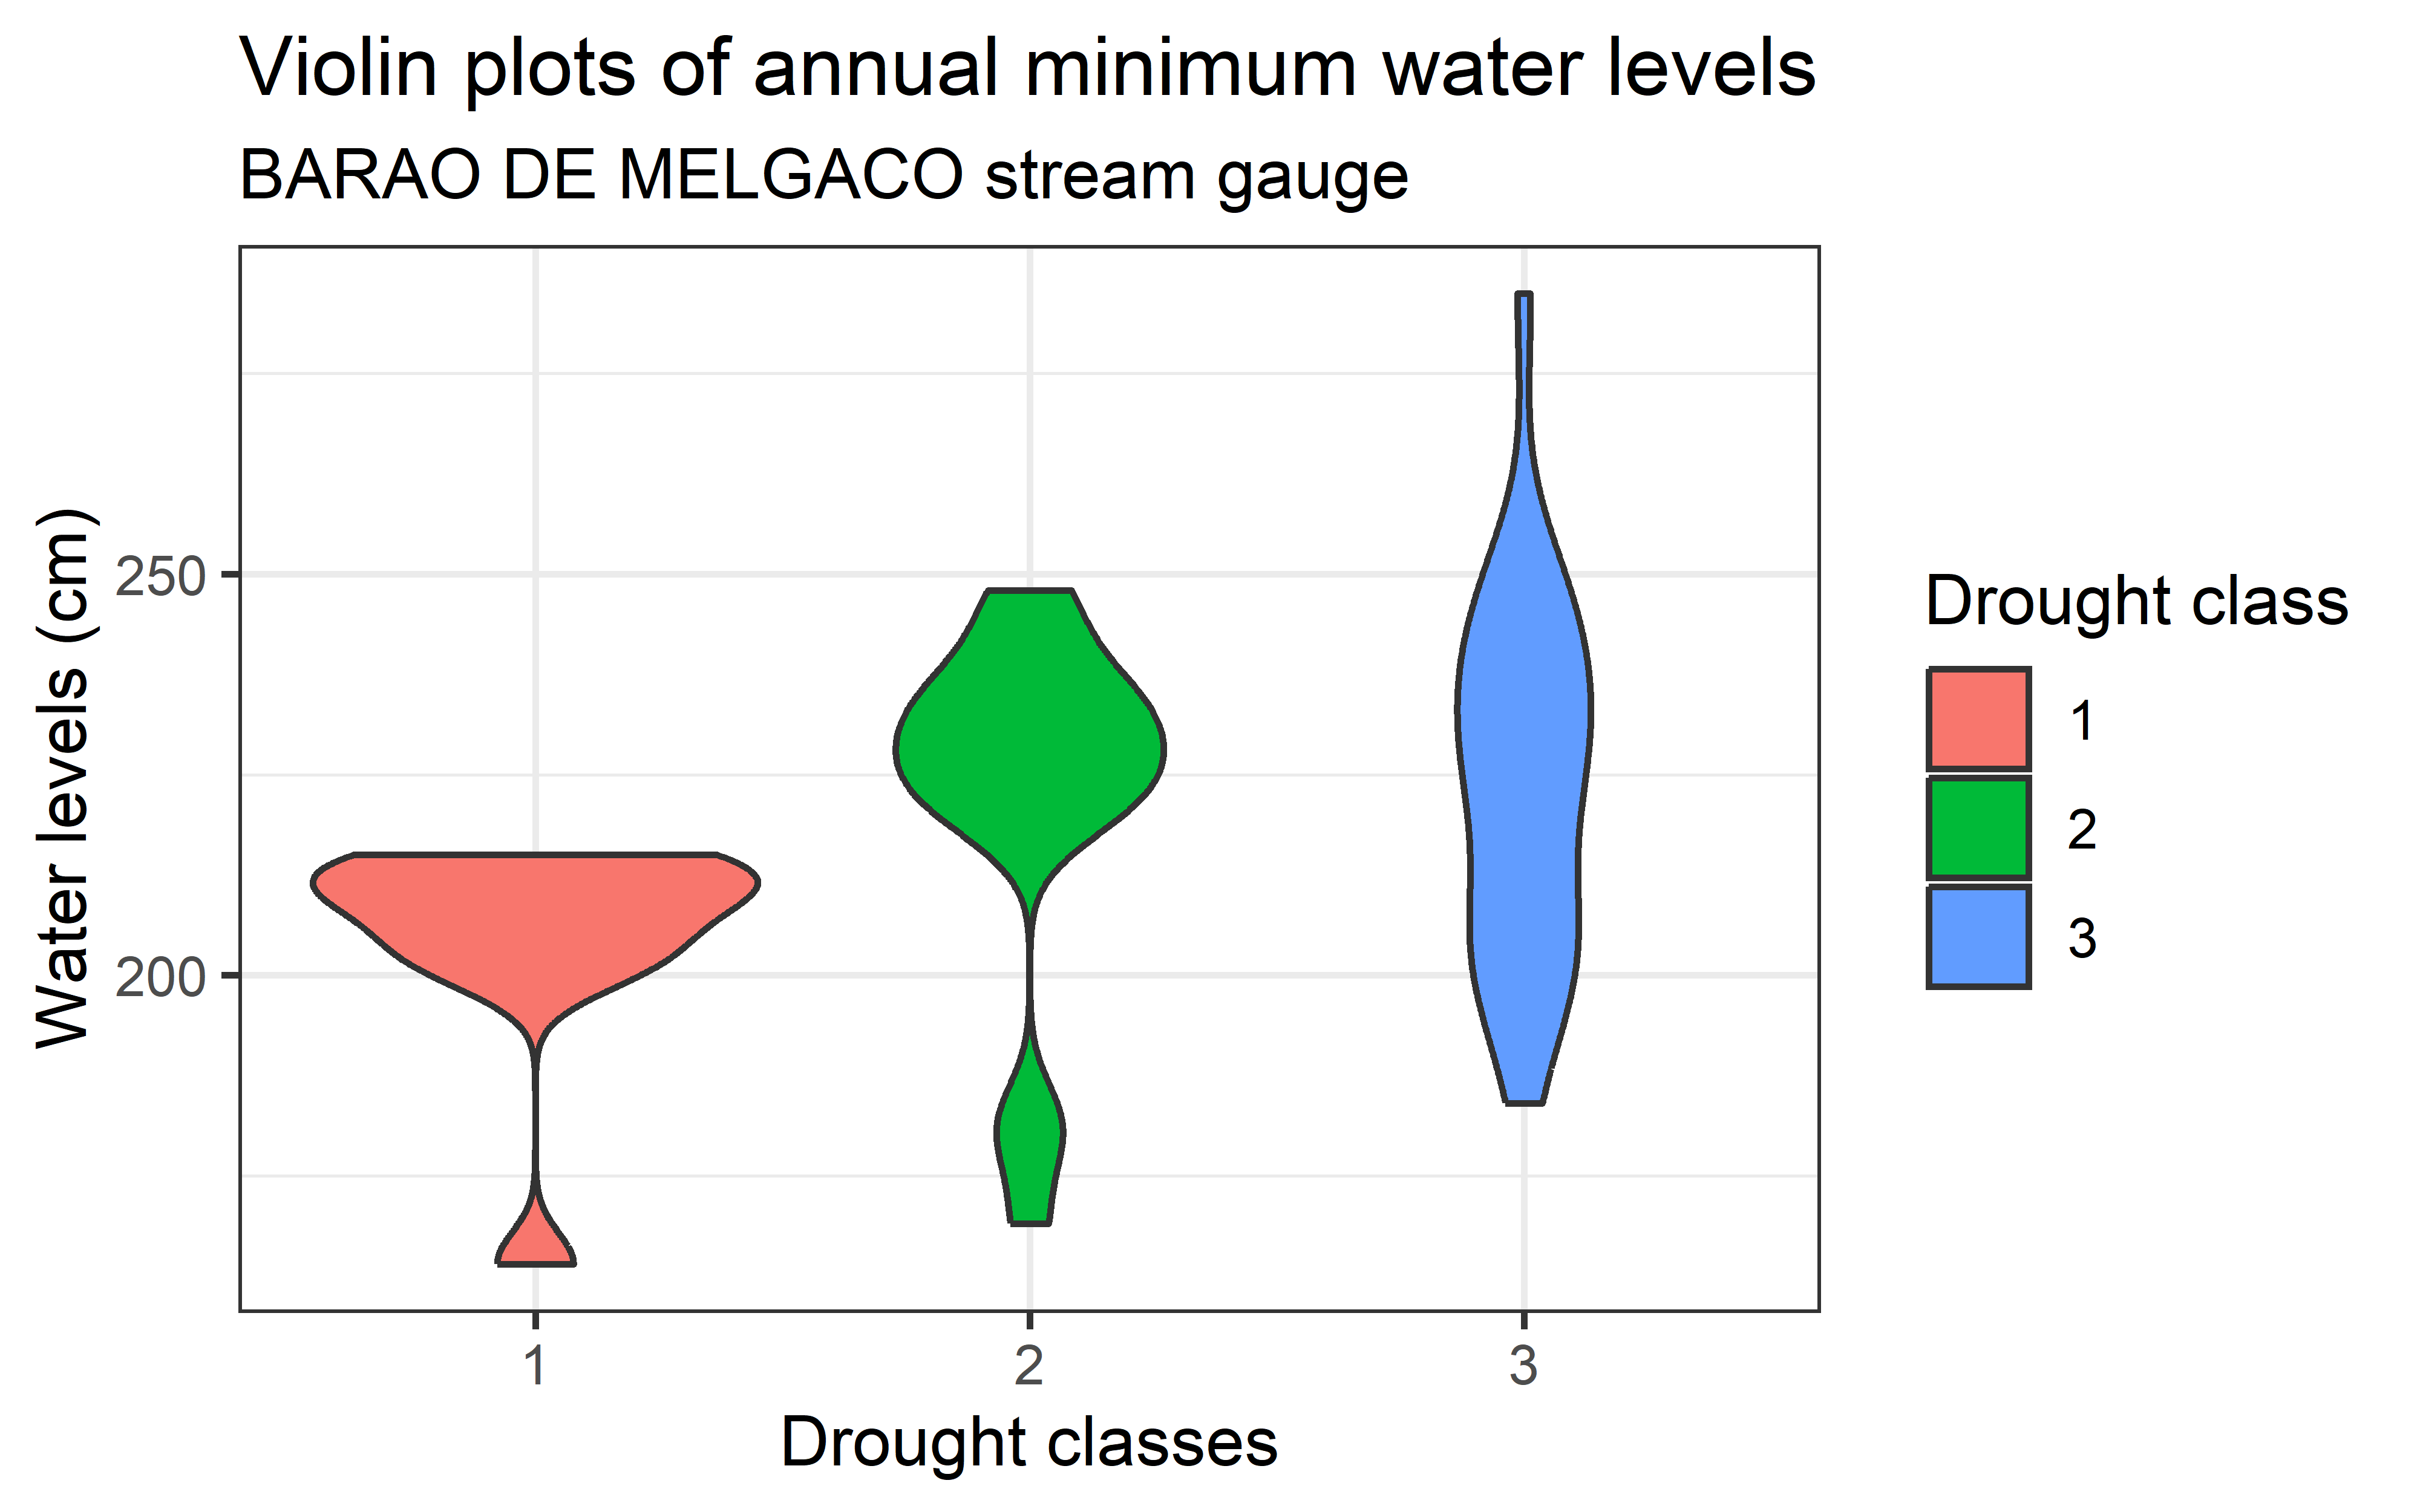 Violin plots of annual minimum water levels
BARAO DE MELGACO stream gauge
Water levels (cm)
250
200
1
2
3
Drought classes
Drought class
1
2
3